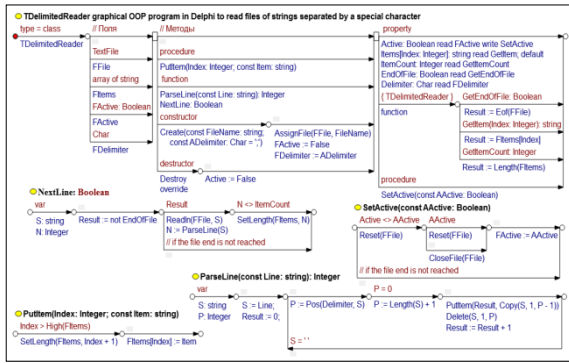 TDelimitedReader graphical OOP program in Delphi to read files of strings separated by a special character
type = class
TDelimitedReader
// Поля
TextFile
FFile
array of string
FItems
FActive: Boolean
FActive
Char
FDelimiter
// Методы
procedure
PutItem(Index: Integer; const Item: string)
function
ParseLine(const Line: string): Integer
NextLine: Boolean
constructor
Create(const FileName: string;
const ADelimiter: Char = ';')
AssignFile(FFile, FileName)
FActive := False
FDelimiter := ADelimiter
destructor
Destroy
override
Active := False
property
Active: Boolean read FActive write SetActive
Items[Index: Integer]: string read GetItem; default
ItemCount: Integer read GetItemCount
EndOfFile: Boolean read GetEndOfFile
Delimiter: Char read FDelimiter
{ TDelimitedReader }
function
GetEndOfFile: Boolean
Result := Eof(FFile)
GetItem(Index: Integer): string
Result := FItems[Index]
GetItemCount: Integer
Result := Length(FItems)
procedure
SetActive(const AActive: Boolean)
NextLine: Boolean
var
S: string
N: Integer
Result := not EndOfFile
Result
Readln(FFile, S)
N := ParseLine(S)
// if the file end is not reached
N <> ItemCount
SetLength(FItems, N)
SetActive(const AActive: Boolean)
Active <> AActive
Reset(FFile)
// if the file end is not reached
AActive
Reset(FFile)
CloseFile(FFile)
FActive := AActive
ParseLine(const Line: string): Integer
var
S: string
P: Integer
S := Line;
Result := 0;
P := Pos(Delimiter, S)
P = 0
P := Length(S) + 1
PutItem(Result, Copy(S, 1, P - 1))
Delete(S, 1, P)
Result := Result + 1
S = ' '
PutItem(Index: Integer; const Item: string)
Index > High(FItems)
SetLength(FItems, Index + 1)
FItems[Index] := Item